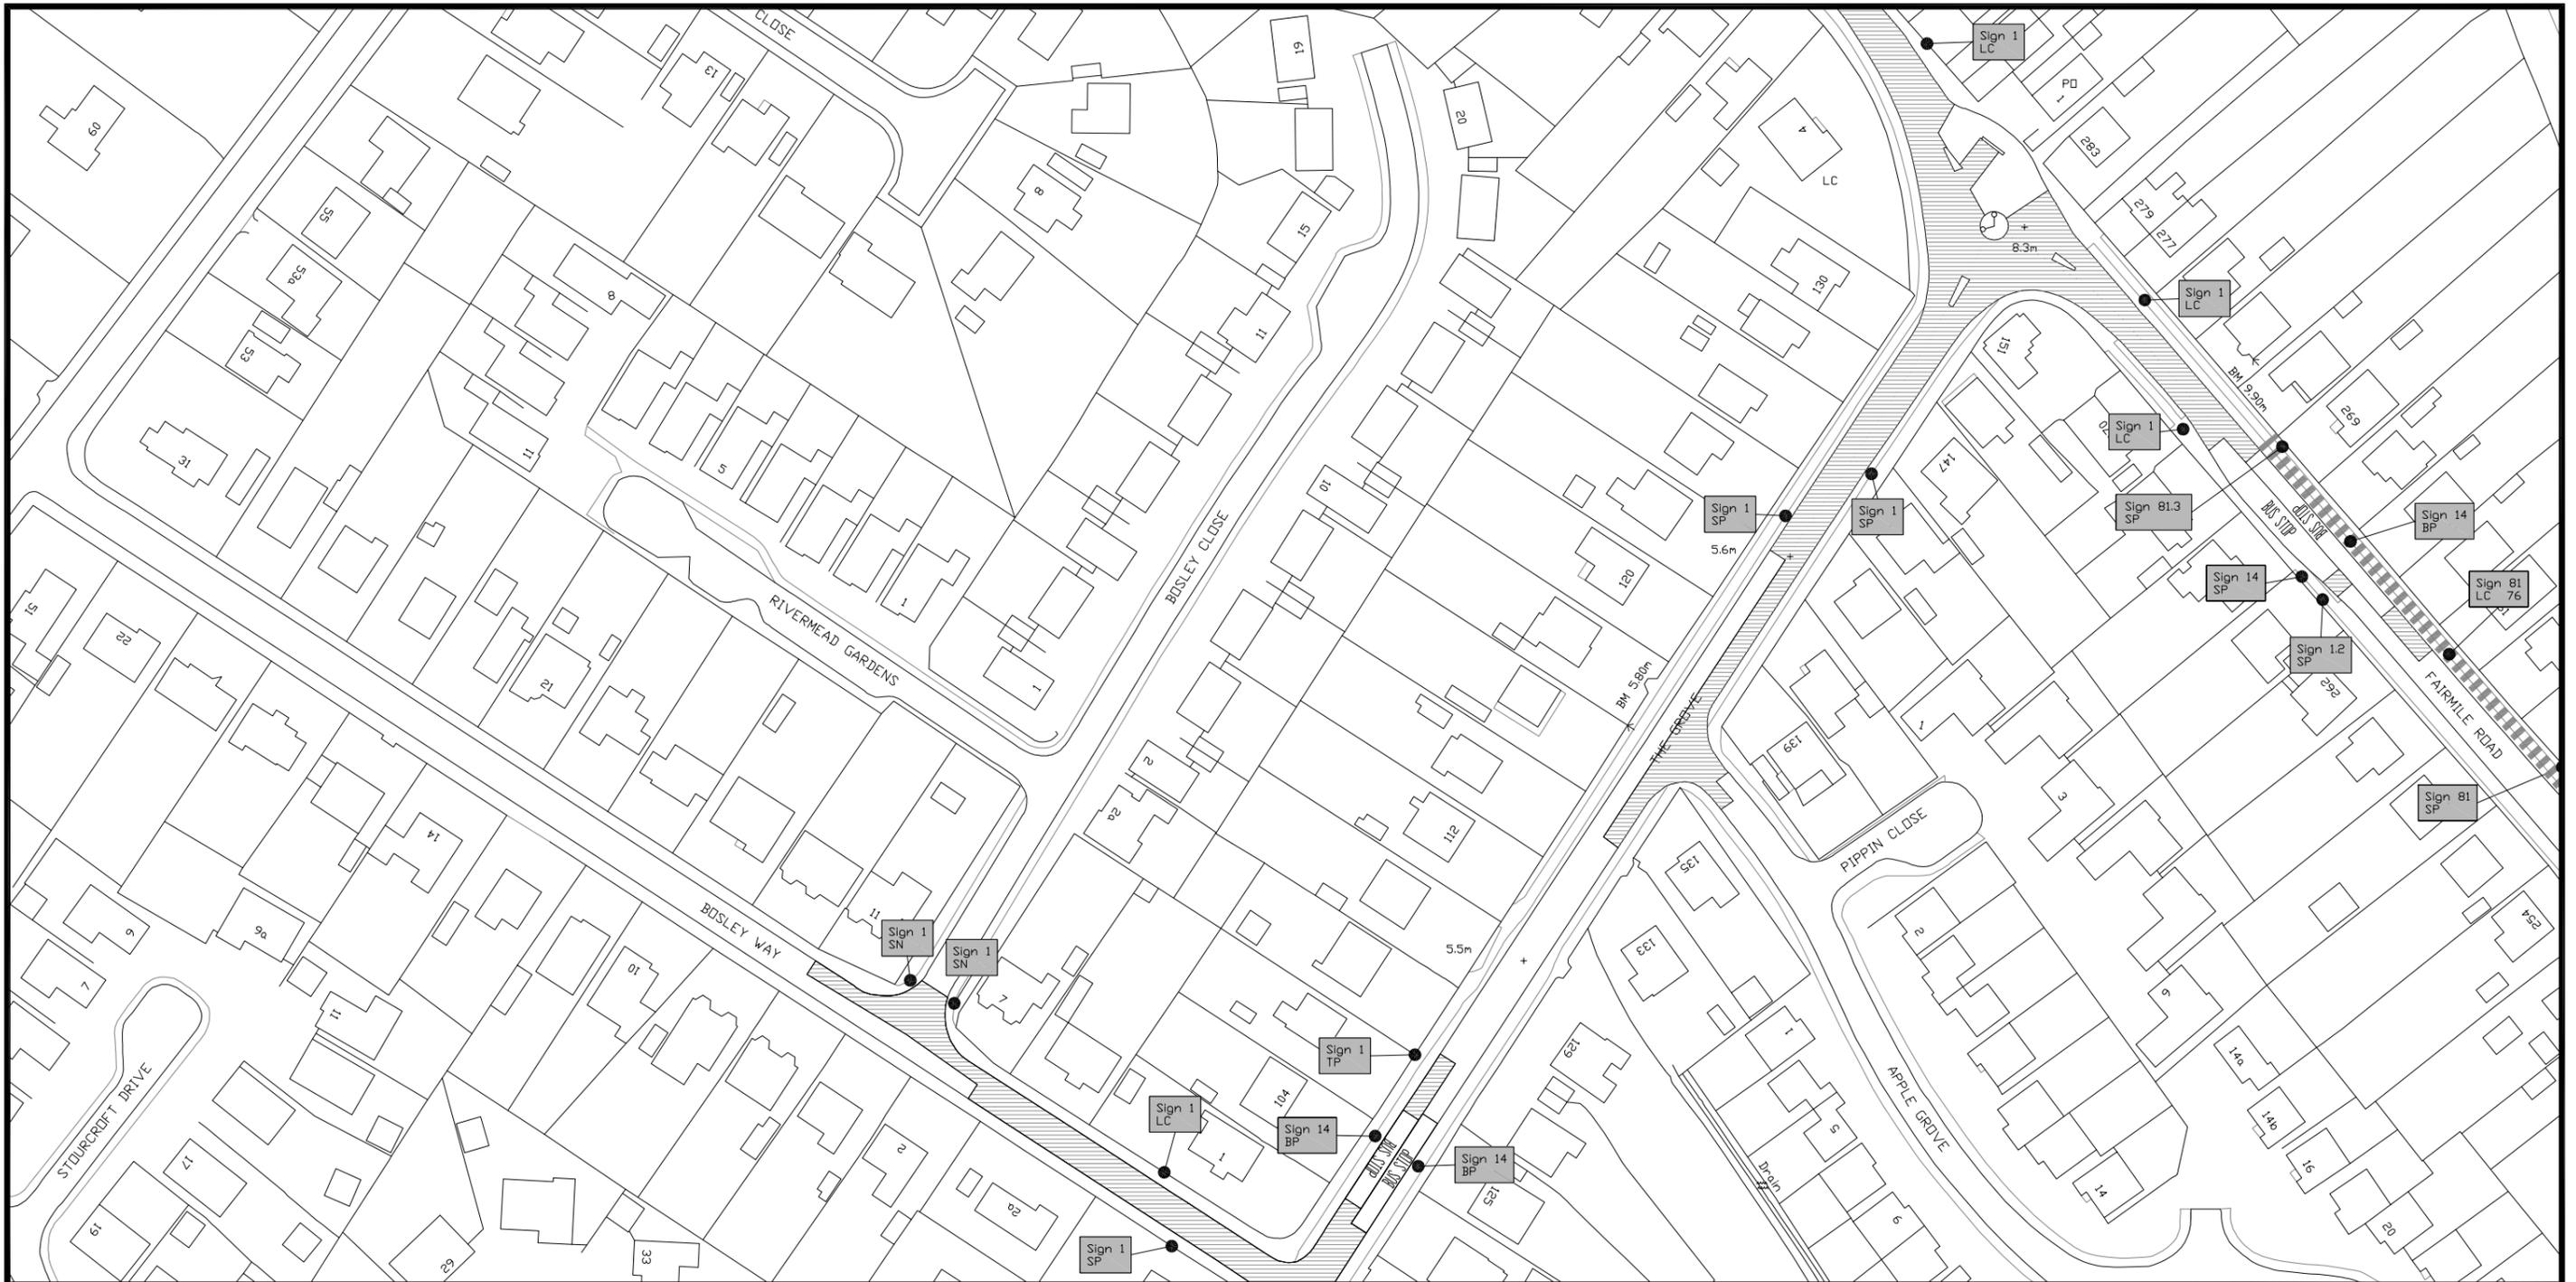 CLOSE
61
Sign 1
LC
13
60
20
PO
1
283
4
LC
8
55
15
279
277
8.3m
53a
8
130
Sign 1
LC
11
53
151
BM 9.90m
269
11
31
5
147
Sign 1
LC
10
Sign 1
SP
Sign 1
SP
Sign 81.3
SP
BUS STOP
BUS STOP
Sign 14
BP
BOSLEY CLOSE
5.6m
120
Sign 14
SP
Sign 81
LC 76
1
51
22
RIVERMEAD GARDENS
21
1
BM 5.80m
Sign 1.2
SP
292
THE GROVE
1
FAIRMILE ROAD
139
2
3
Sign 81
SP
2a
112
14
PIPPIN CLOSE
135
6
9a
BOSLEY WAY
11
Sign 1
SN
Sign 1
SN
5.5m
133
2
254
7
10
7
11
9
Sign 1
TP
129
1
14a
STOURCROFT DRIVE
Sign 1
LC
104
Sign 14
BP
BUS STOP
BUS STOP
Sign 14
BP
5
APPLE GROVE
14b
17
2
1
125
Drain
14
16
19
2a
9
20
Sign 1
SP
29
33